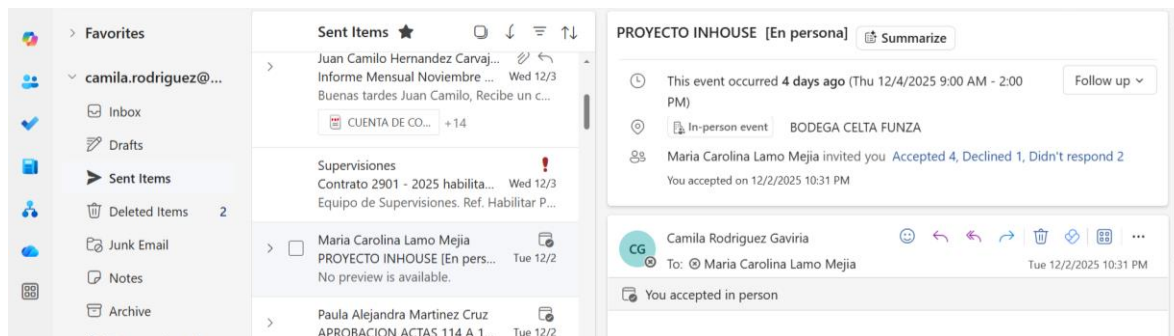 Favorites
camila.rodriguez@...
Inbox
Drafts
Sent Items
Deleted Items 2
Junk Email
Notes
Archive
Sent Items
Juan Camilo Hernandez Carvaj...
Informe Mensual Noviembre ... Wed 12/3
Buenas tardes Juan Camilo, Recibe un c...
CUENTA DE CO... +14
Supervisiones
Contrato 2901 - 2025 habilita... Wed 12/3
Equipo de Supervisiones. Ref. Habilitar P...
Maria Carolina Lamo Mejia
PROYECTO INHOUSE [En pers... Tue 12/2
No preview is available.
Paula Alejandra Martinez Cruz
APROBACION ACTAS 114 A 1... Tue 12/2
PROYECTO INHOUSE [En persona] Summarize
This event occurred 4 days ago (Thu 12/4/2025 9:00 AM - 2:00
PM)
Follow up
In-person event BODEGA CELTA FUNZA
Maria Carolina Lamo Mejia invited you Accepted 4, Declined 1, Didn't respond 2
You accepted on 12/2/2025 10:31 PM
CG
Camila Rodriguez Gaviria
To: Maria Carolina Lamo Mejia Tue 12/2/2025 10:31 PM
You accepted in person